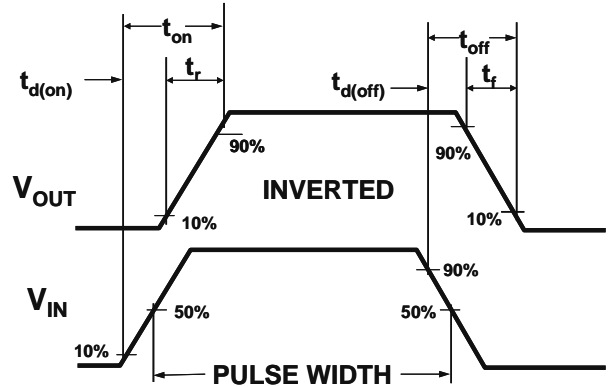 t_on t_off
t_d(on) t_r t_d(off) t_f
90% 90%
V_OUT INVERTED
10% 10%
90%
V_IN 50% 50%
10%
PULSE WIDTH